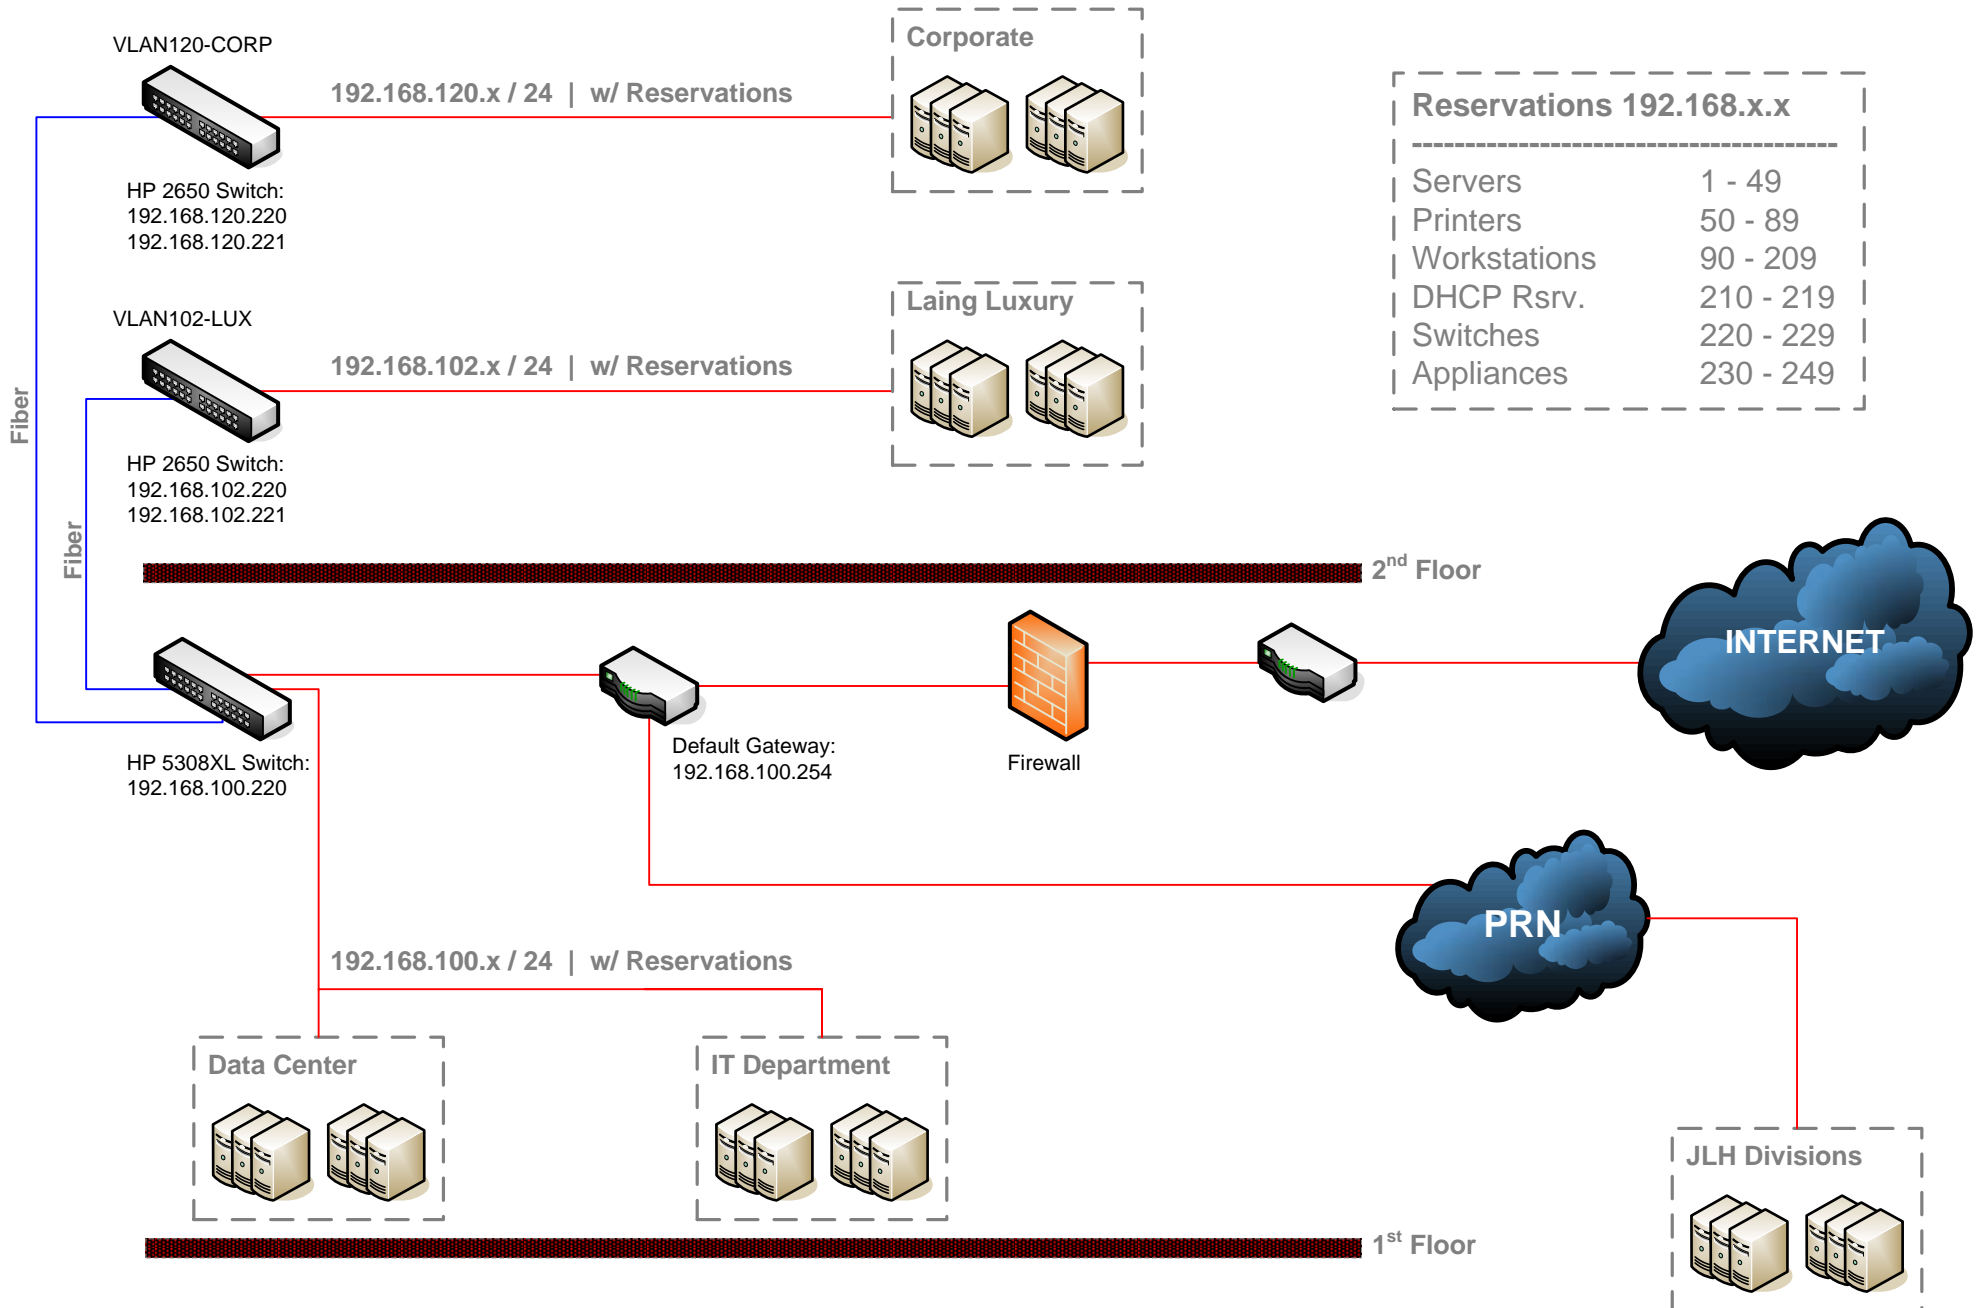 VLAN120-CORP
192.168.120.x / 24 | w/ Reservations
HP 2650 Switch:
192.168.120.220
192.168.120.221
Corporate
Reservations 192.168.x.x
----------------------------------------
Servers 1 - 49
Printers 50 - 89
Workstations 90 - 209
DHCP Rsrv. 210 - 219
Switches 220 - 229
Appliances 230 - 249
VLAN102-LUX
192.168.102.x / 24 | w/ Reservations
HP 2650 Switch:
192.168.102.220
192.168.102.221
Laing Luxury
Fiber
Fiber
2nd Floor
HP 5308XL Switch:
192.168.100.220
Default Gateway:
192.168.100.254
Firewall
INTERNET
PRN
192.168.100.x / 24 | w/ Reservations
Data Center
IT Department
JLH Divisions
1st Floor